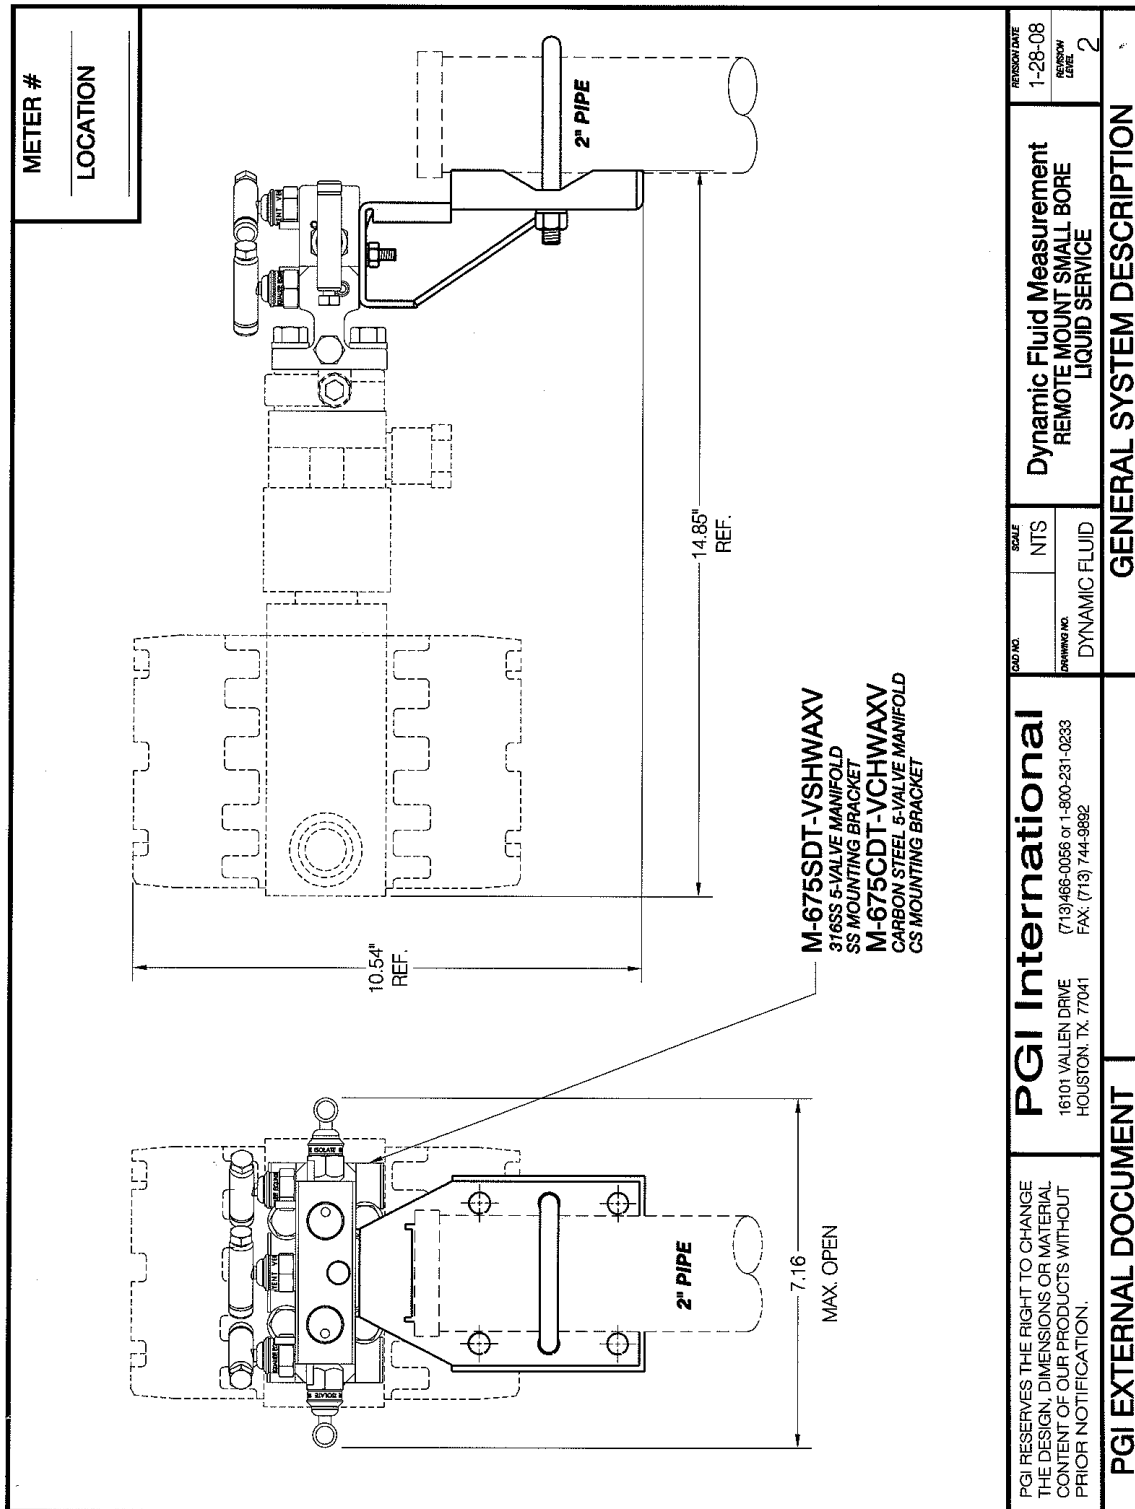 METER #
LOCATION
2" PIPE
14.85"
REF.
10.54"
REF.
M-675SDT-VSHWAXV
316SS 5-VALVE MANIFOLD
SS MOUNTING BRACKET
M-675CDT-VCHWAXV
CARBON STEEL 5-VALVE MANIFOLD
CS MOUNTING BRACKET
ISOLATE
ISOLATE
2" PIPE
7.16
MAX. OPEN
PGI RESERVES THE RIGHT TO CHANGE
THE DESIGN, DIMENSIONS OR MATERIAL
CONTENT OF OUR PRODUCTS WITHOUT
PRIOR NOTIFICATION.
PGI International
16101 VALLEN DRIVE
HOUSTON, TX. 77041
(713)466-0056 or 1-800-231-0233
FAX: (713) 744-9892
CAD NO.
SCALE
NTS
DRAWING NO.
DYNAMIC FLUID
Dynamic Fluid Measurement
REMOTE MOUNT SMALL BORE
LIQUID SERVICE
REVISION DATE
1-28-08
REVISION
LEVEL
2
PGI EXTERNAL DOCUMENT
GENERAL SYSTEM DESCRIPTION